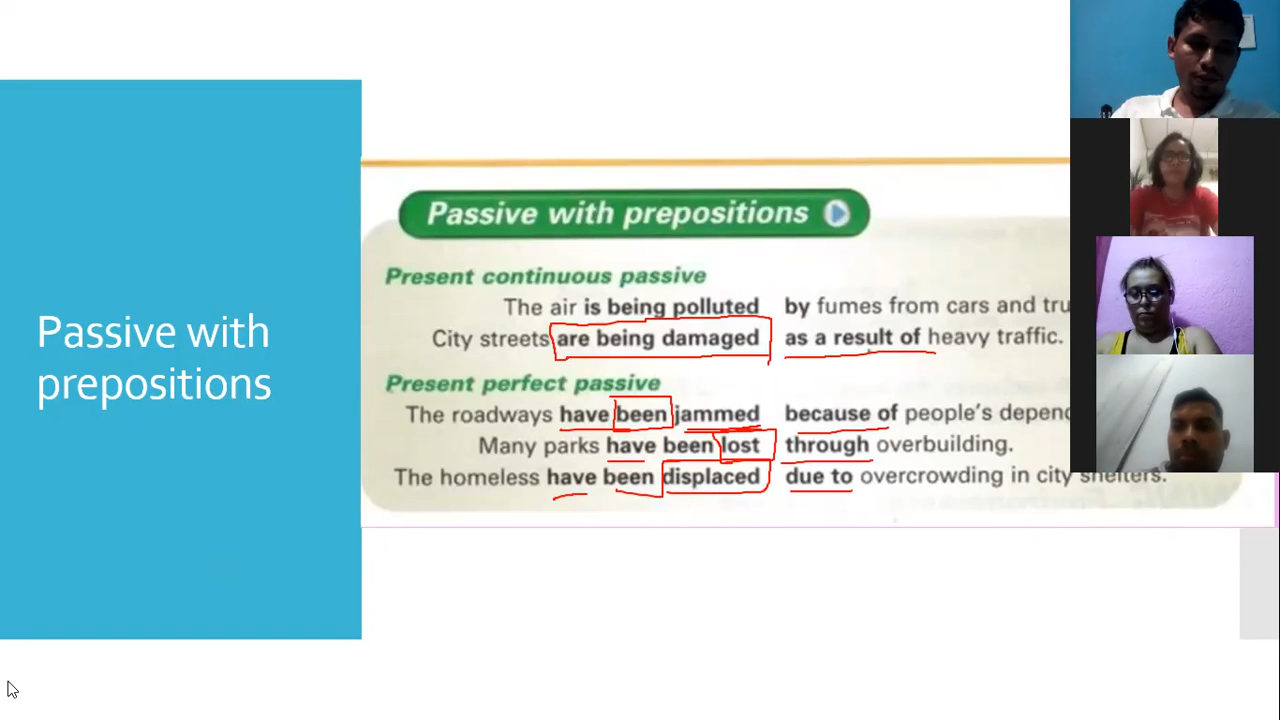 Passive with
prepositions
Passive with prepositions
Present continuous passive
The air is being polluted by fumes from cars and
City streets are being damaged as a result of heavy traffic.
Present perfect passive
The roadways have been jammed because of people's
Many parks have been lost through overbuilding.
The homeless have been displaced due to overcrowding in city shelters.